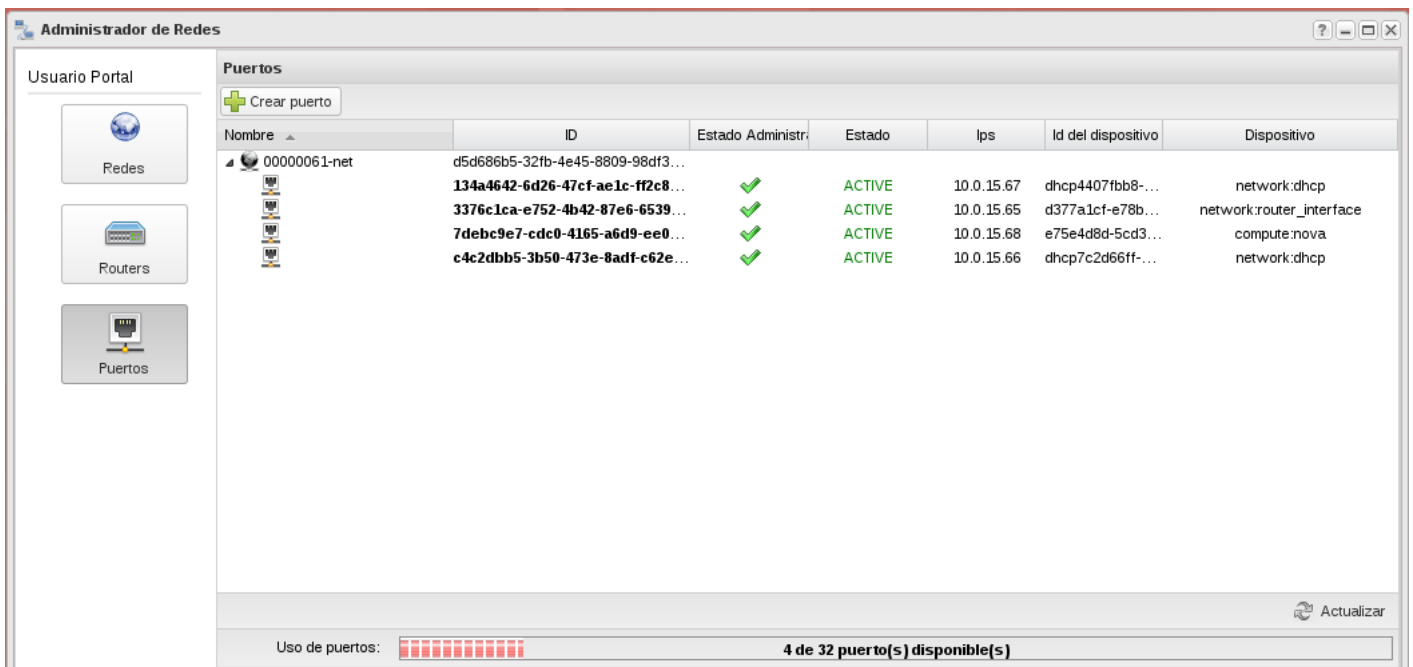 Administrador de Redes
Usuario Portal
Redes
Routers
Puertos
Puertos
Crear puerto
Nombre ID Estado Administra Estado Ips Id del dispositivo Dispositivo
00000061-net d5d686b5-32fb-4e45-8809-98df3...
134a4642-6d26-47cf-ae1c-ff2c8... ACTIVE 10.0.15.67 dhcp4407fbb8-... network:dhcp
3376c1ca-e752-4b42-87e6-6539... ACTIVE 10.0.15.65 d377a1cf-e78b... network:router_interface
7debc9e7-cdc0-4165-a6d9-ee0... ACTIVE 10.0.15.68 e75e4d8d-5cd3... compute:nova
c4c2dbb5-3b50-473e-8adf-c62e... ACTIVE 10.0.15.66 dhcp7c2d66ff-... network:dhcp
Actualizar
Uso de puertos: 4 de 32 puerto(s) disponible(s)